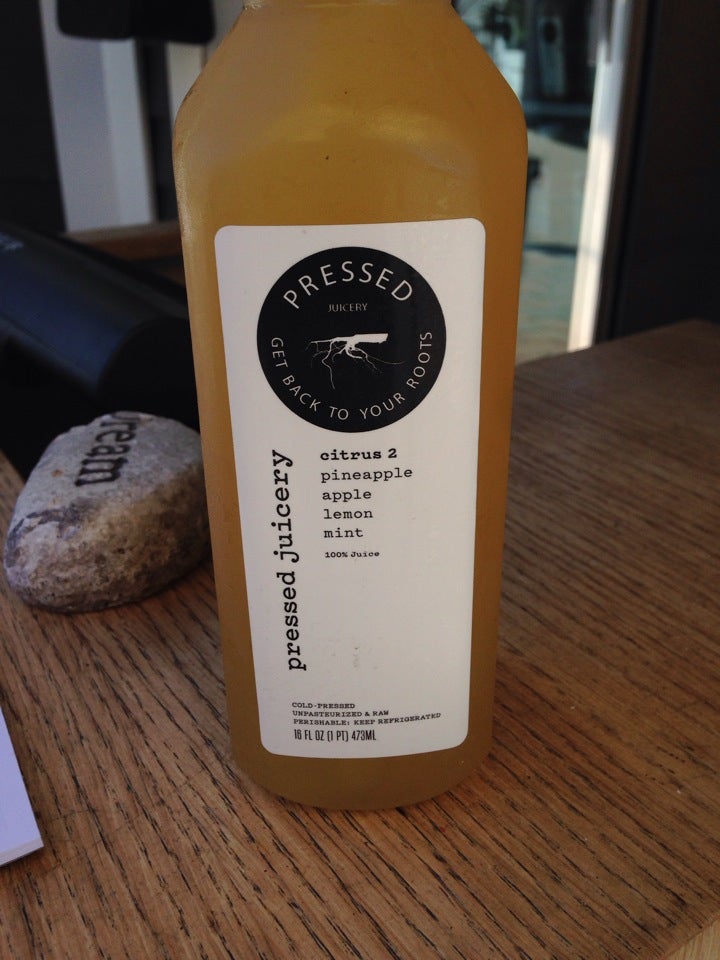 PRESSED
JUICERY
GET BACK TO YOUR ROOTS
pressed juicery
citrus 2
pineapple
apple
lemon
mint
100% Juice
COLD-PRESSED
UNPASTEURIZED & RAW
PERISHABLE: KEEP REFRIGERATED
16 FL OZ (1 PT) 473ML
ream